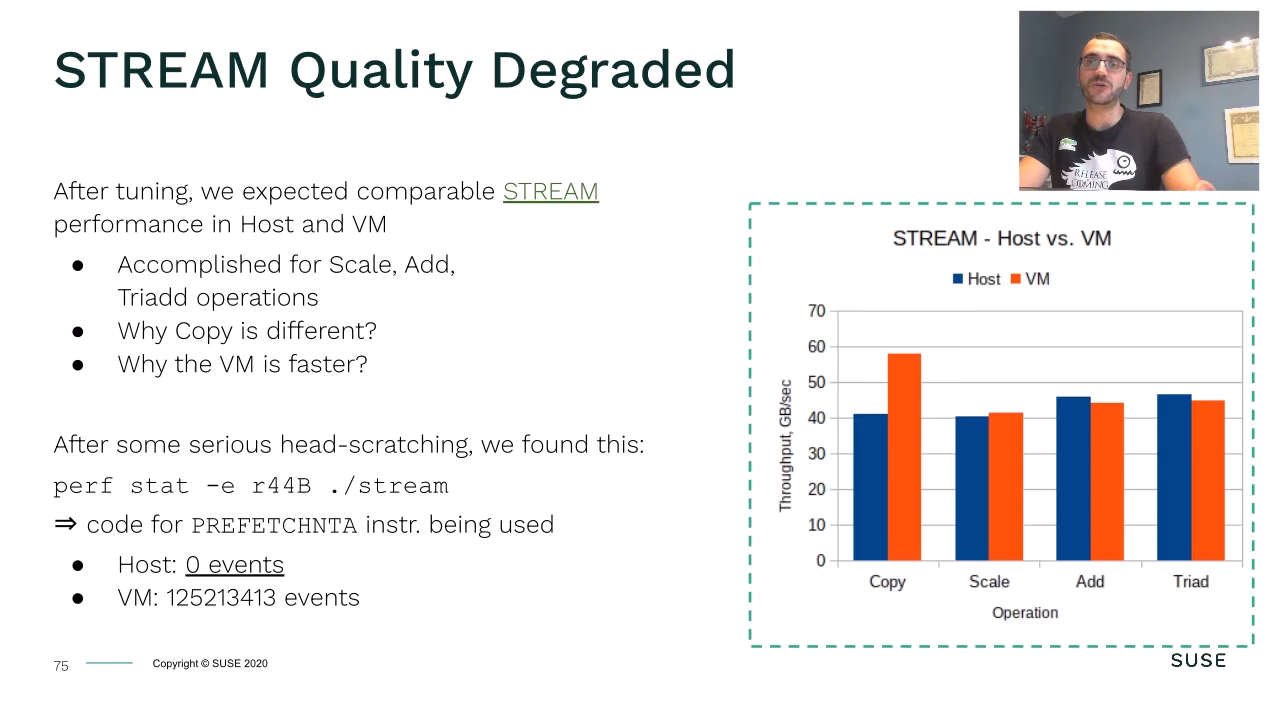 STREAM Quality Degraded
After tuning, we expected comparable STREAM
performance in Host and VM
● Accomplished for Scale, Add,
Triadd operations
● Why Copy is different?
● Why the VM is faster?
After some serious head-scratching, we found this:
perf stat -e r44B ./stream
⇒ code for PREFETCHNTA instr. being used
● Host: 0 events
● VM: 125213413 events
RELEASE
COMING
STREAM - Host vs. VM
Host VM
Throughput, GB/sec
70
60
50
40
30
20
10
0
Copy Scale Add Triad
Operation
75 Copyright © SUSE 2020
SUSE